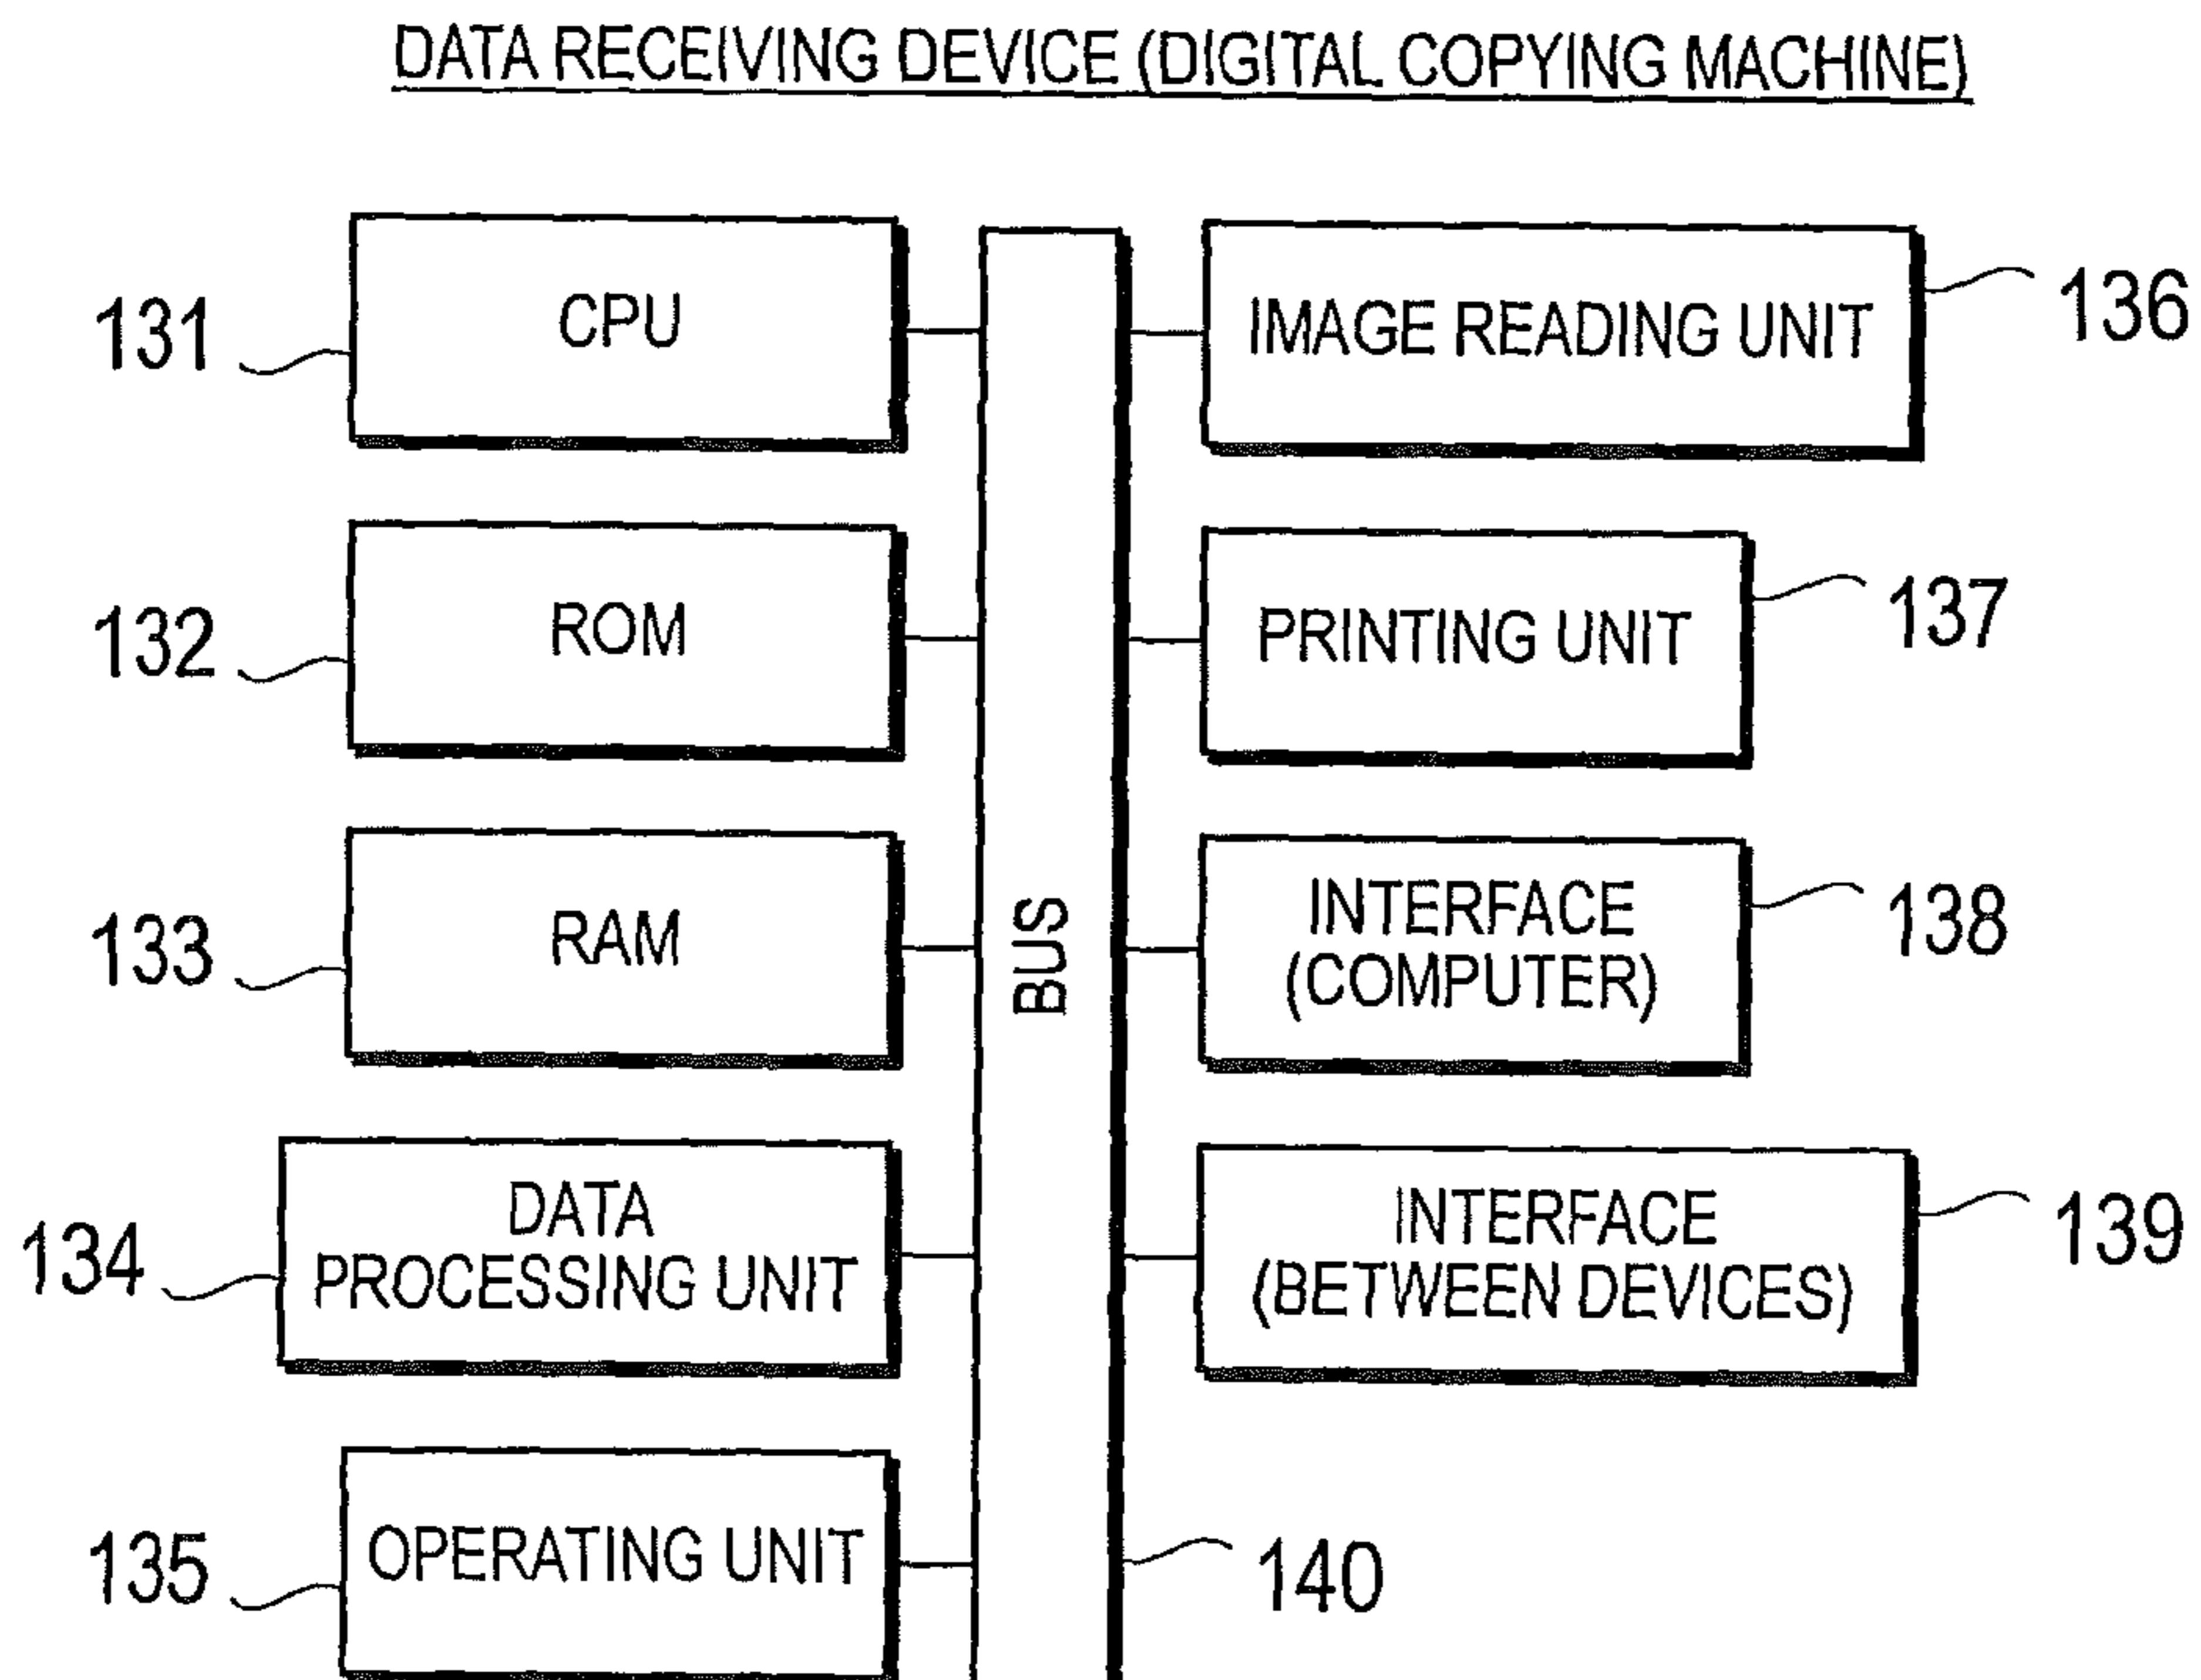 DATA RECEIVING DEVICE (DIGITAL COPYING MACHINE)
131
CPU
132
ROM
133
RAM
134
DATA
PROCESSING UNIT
135
OPERATING UNIT
BUS
140
IMAGE READING UNIT
136
PRINTING UNIT
137
INTERFACE
(COMPUTER)
138
INTERFACE
(BETWEEN DEVICES)
139